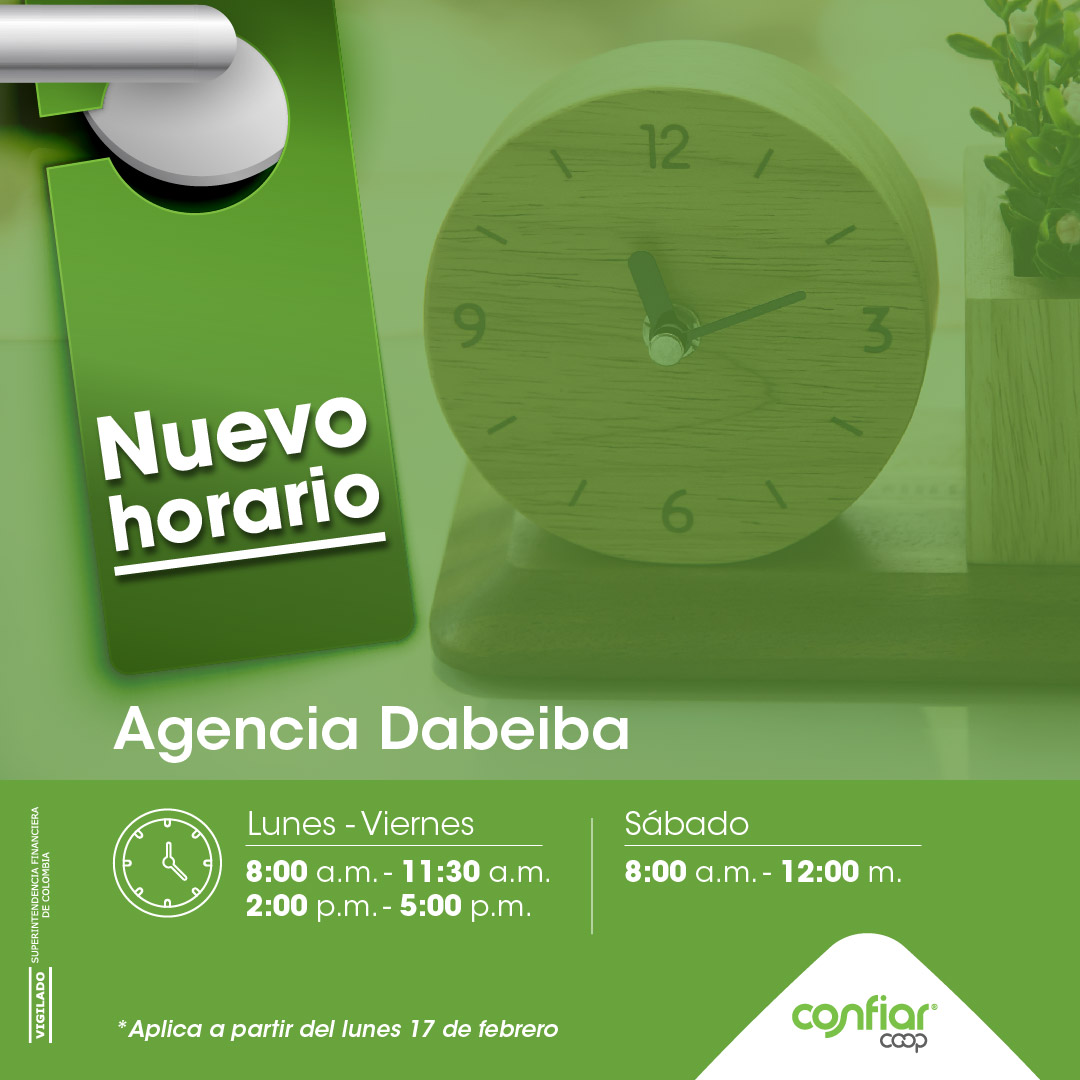 12
9
3
6
Nuevo
horario
Agencia Dabeiba
Lunes - Viernes
8:00 a.m. - 11:30 a.m.
2:00 p.m. - 5:00 p.m.
Sábado
8:00 a.m. - 12:00 m.
*Aplica a partir del lunes 17 de febrero
VIGILADO
SUPERINTENDENCIA FINANCIERA
DE COLOMBIA
confiar®
coop